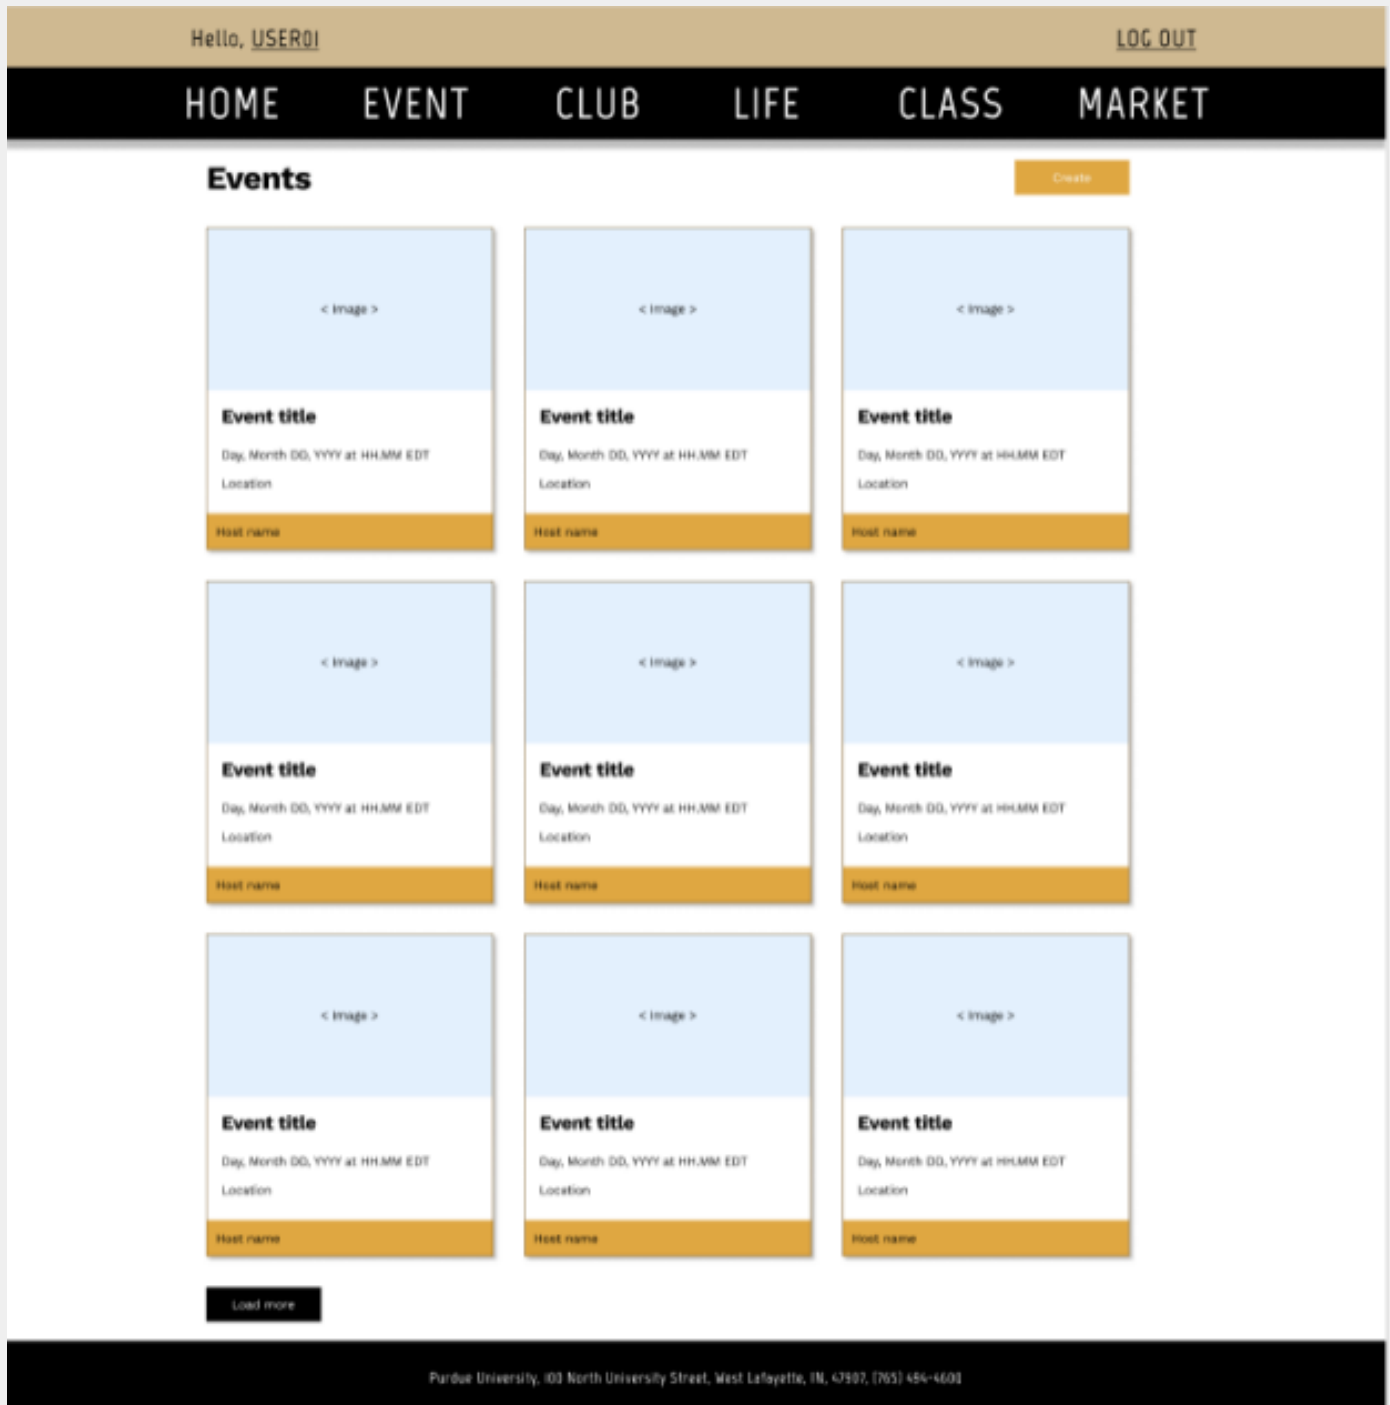 Hello, USER01 LOG OUT
HOME EVENT CLUB LIFE CLASS MARKET
Events Create
< Image > < Image > < Image >
Event title Event title Event title
Day, Month DD, YYYY at HH:MM EDT Day, Month DD, YYYY at HH:MM EDT Day, Month DD, YYYY at HH:MM EDT
Location Location Location
Host name Host name Host name
< Image > < Image > < Image >
Event title Event title Event title
Day, Month DD, YYYY at HH:MM EDT Day, Month DD, YYYY at HH:MM EDT Day, Month DD, YYYY at HH:MM EDT
Location Location Location
Host name Host name Host name
< Image > < Image > < Image >
Event title Event title Event title
Day, Month DD, YYYY at HH:MM EDT Day, Month DD, YYYY at HH:MM EDT Day, Month DD, YYYY at HH:MM EDT
Location Location Location
Host name Host name Host name
Load more
Purdue University, 100 North University Street, West Lafayette, IN, 47907, (765) 494-4600